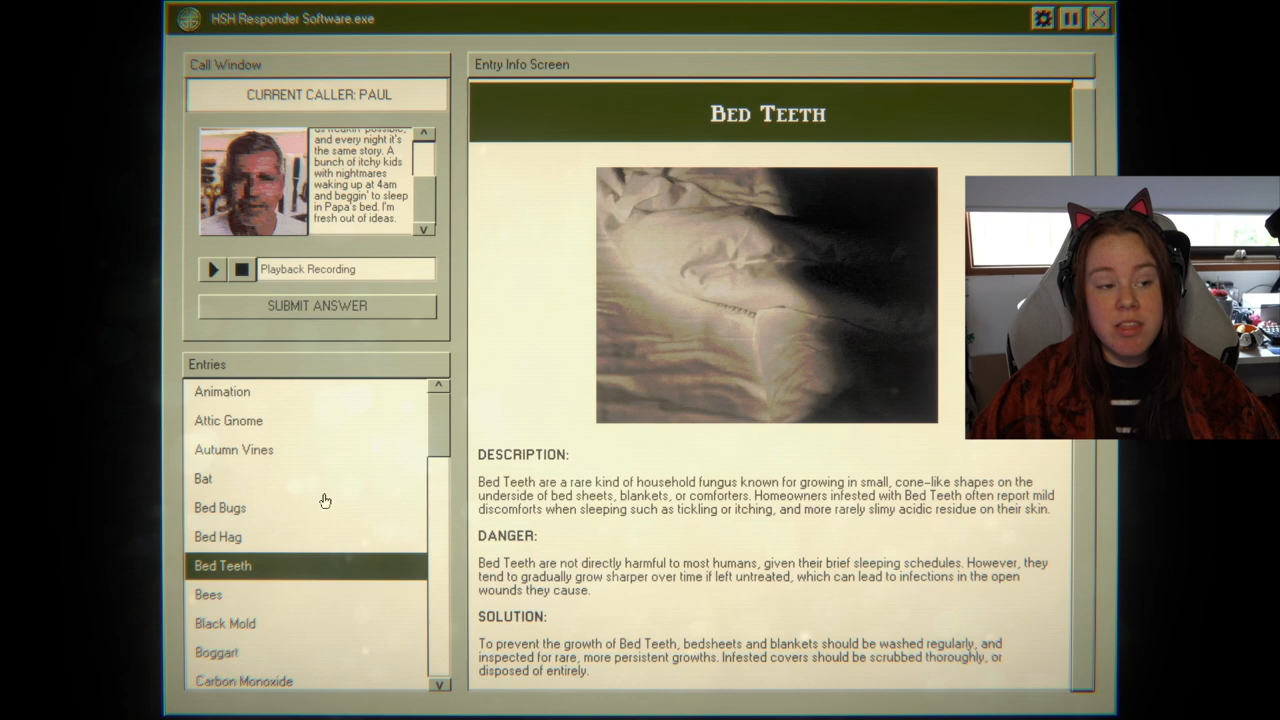 HSH Responder Software.exe
Call Window
CURRENT CALLER: PAUL
as freakin' possible,
and every night it's
the same story. A
bunch of itchy kids
with nightmares
waking up at 4am
and beggin' to sleep
in Papa's bed. I'm
fresh out of ideas.
Playback Recording
SUBMIT ANSWER
Entries
Animation
Attic Gnome
Autumn Vines
Bat
Bed Bugs
Bed Hag
Bed Teeth
Bees
Black Mold
Boggart
Carbon Monoxide
Entry Info Screen
Bed Teeth
DESCRIPTION:
Bed Teeth are a rare kind of household fungus known for growing in small, cone-like shapes on the
underside of bed sheets, blankets, or comforters. Homeowners infested with Bed Teeth often report mild
discomforts when sleeping such as tickling or itching, and more rarely slimy acidic residue on their skin.
DANGER:
Bed Teeth are not directly harmful to most humans, given their brief sleeping schedules. However, they
tend to gradually grow sharper over time if left untreated, which can lead to infections in the open
wounds they cause.
SOLUTION:
To prevent the growth of Bed Teeth, bedsheets and blankets should be washed regularly, and
inspected for rare, more persistent growths. Infested covers should be scrubbed thoroughly, or
disposed of entirely.